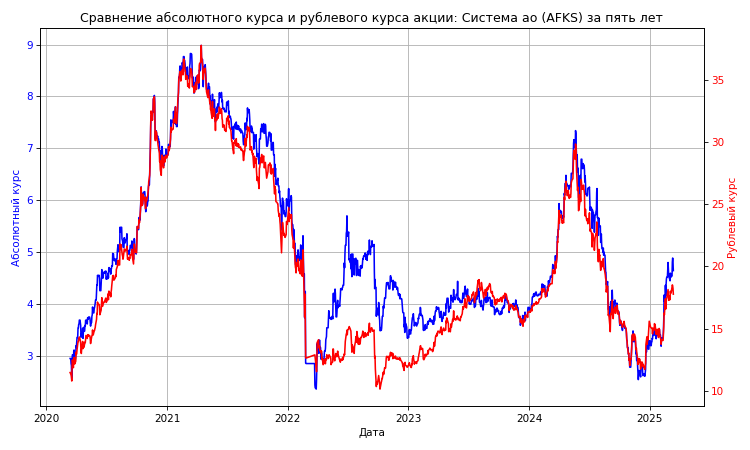 Сравнение абсолютного курса и рублевого курса акции: Система ао (AFKS) за пять лет
9
8
7
6
5
4
3
Абсолютный курс
35
30
25
20
15
10
Рублевый курс
2020 2021 2022 2023 2024 2025
Дата